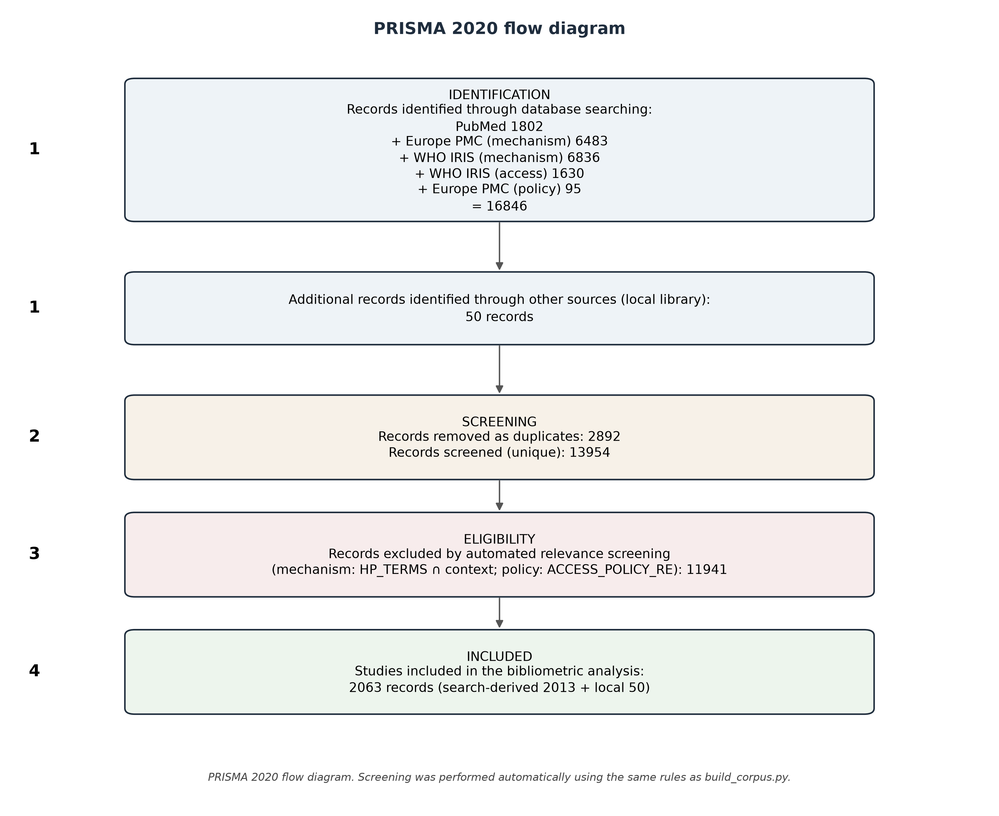 PRISMA 2020 flow diagram
1
IDENTIFICATION
Records identified through database searching:
PubMed 1802
+ Europe PMC (mechanism) 6483
+ WHO IRIS (mechanism) 6836
+ WHO IRIS (access) 1630
+ Europe PMC (policy) 95
= 16846
1
Additional records identified through other sources (local library):
50 records
2
SCREENING
Records removed as duplicates: 2892
Records screened (unique): 13954
3
ELIGIBILITY
Records excluded by automated relevance screening
(mechanism: HP_TERMS ∩ context; policy: ACCESS_POLICY_RE): 11941
4
INCLUDED
Studies included in the bibliometric analysis:
2063 records (search-derived 2013 + local 50)
PRISMA 2020 flow diagram. Screening was performed automatically using the same rules as build_corpus.py.